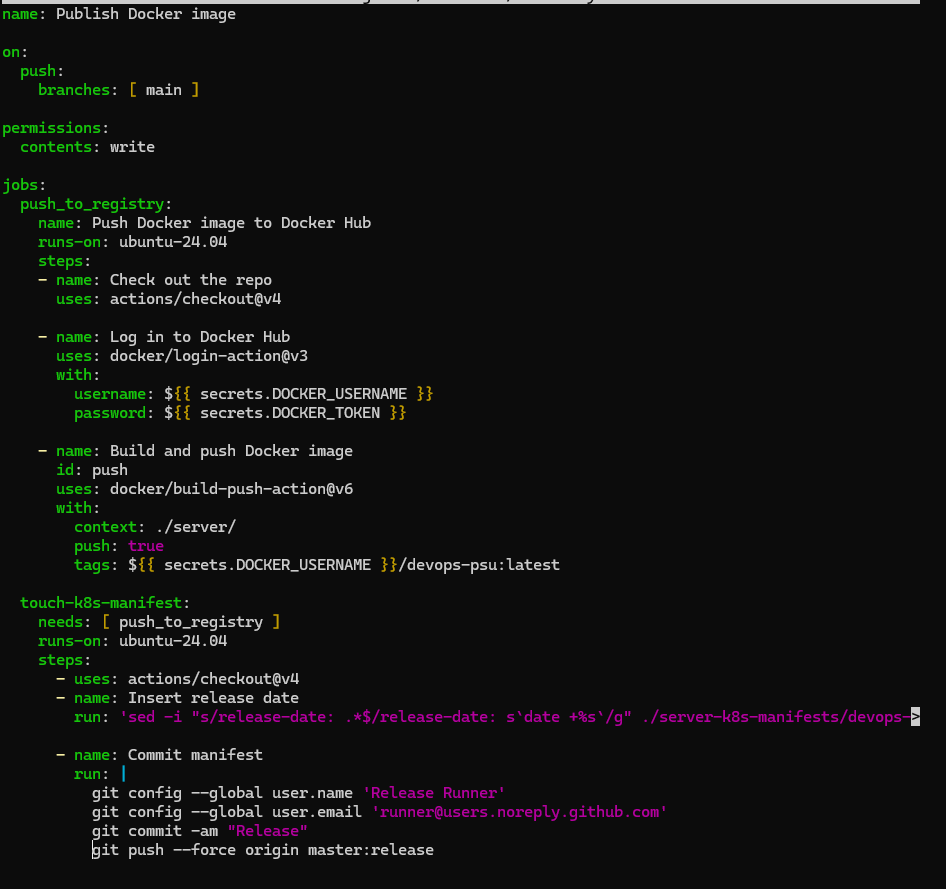 name: Publish Docker image

on:
  push:
    branches: [ main ]

permissions:
  contents: write

jobs:
  push_to_registry:
    name: Push Docker image to Docker Hub
    runs-on: ubuntu-24.04
    steps:
    - name: Check out the repo
      uses: actions/checkout@v4

    - name: Log in to Docker Hub
      uses: docker/login-action@v3
      with:
        username: ${{ secrets.DOCKER_USERNAME }}
        password: ${{ secrets.DOCKER_TOKEN }}

    - name: Build and push Docker image
      id: push
      uses: docker/build-push-action@v6
      with:
        context: ./server/
        push: true
        tags: ${{ secrets.DOCKER_USERNAME }}/devops-psu:latest

  touch-k8s-manifest:
    needs: [ push_to_registry ]
    runs-on: ubuntu-24.04
    steps:
      - uses: actions/checkout@v4
      - name: Insert release date
        run: 'sed -i "s/release-date: .*$/release-date: s`date +%s`/g" ./server-k8s-manifests/devops->

      - name: Commit manifest
        run: |
          git config --global user.name 'Release Runner'
          git config --global user.email 'runner@users.noreply.github.com'
          git commit -am "Release"
          git push --force origin master:release